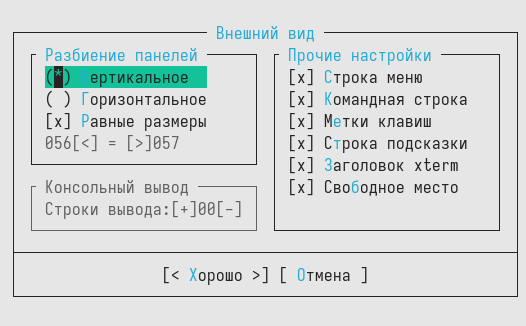 Внешний вид
Разбиение панелей
(*) Вертикальное
( ) Горизонтальное
[x] Равные размеры
056[<] = [>]057
Консольный вывод
Строки вывода:[+]00[-]
Прочие настройки
[x] Строка меню
[x] Командная строка
[x] Метки клавиш
[x] Строка подсказки
[x] Заголовок xterm
[x] Свободное место
[< Хорошо >] [ Отмена ]